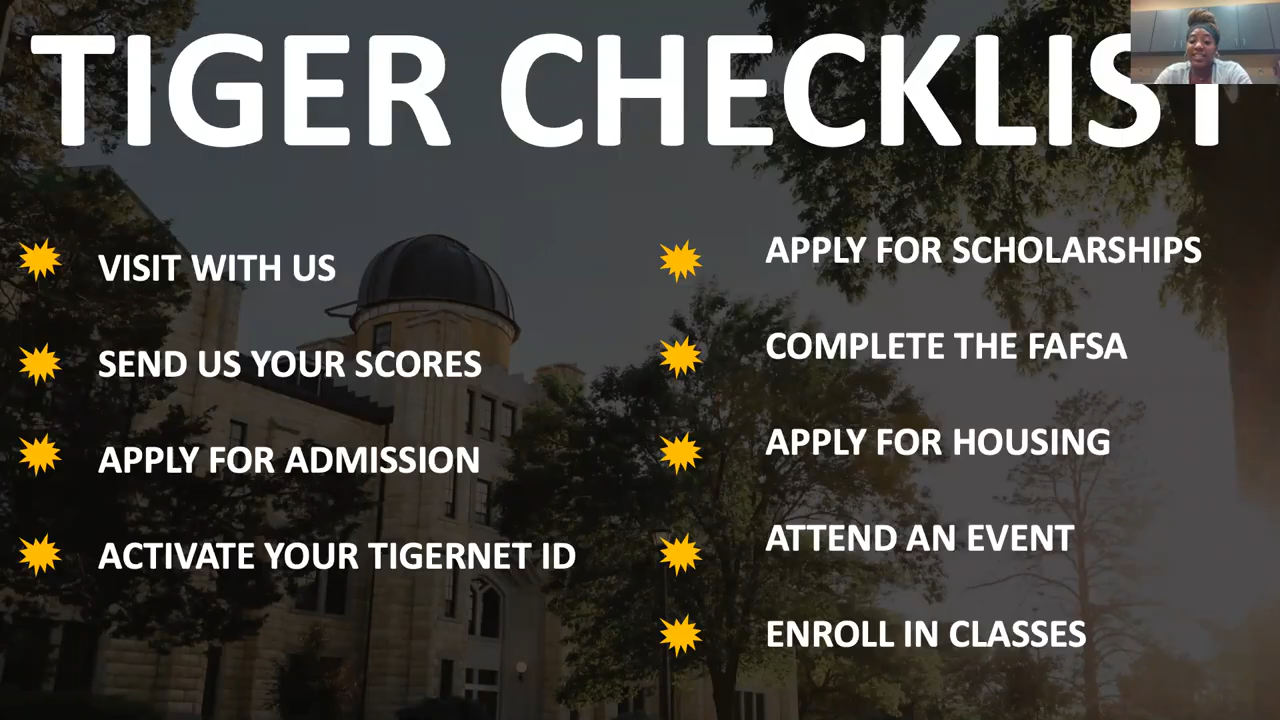 TIGER CHECKLIST
VISIT WITH US
SEND US YOUR SCORES
APPLY FOR ADMISSION
ACTIVATE YOUR TIGERNET ID
APPLY FOR SCHOLARSHIPS
COMPLETE THE FAFSA
APPLY FOR HOUSING
ATTEND AN EVENT
ENROLL IN CLASSES